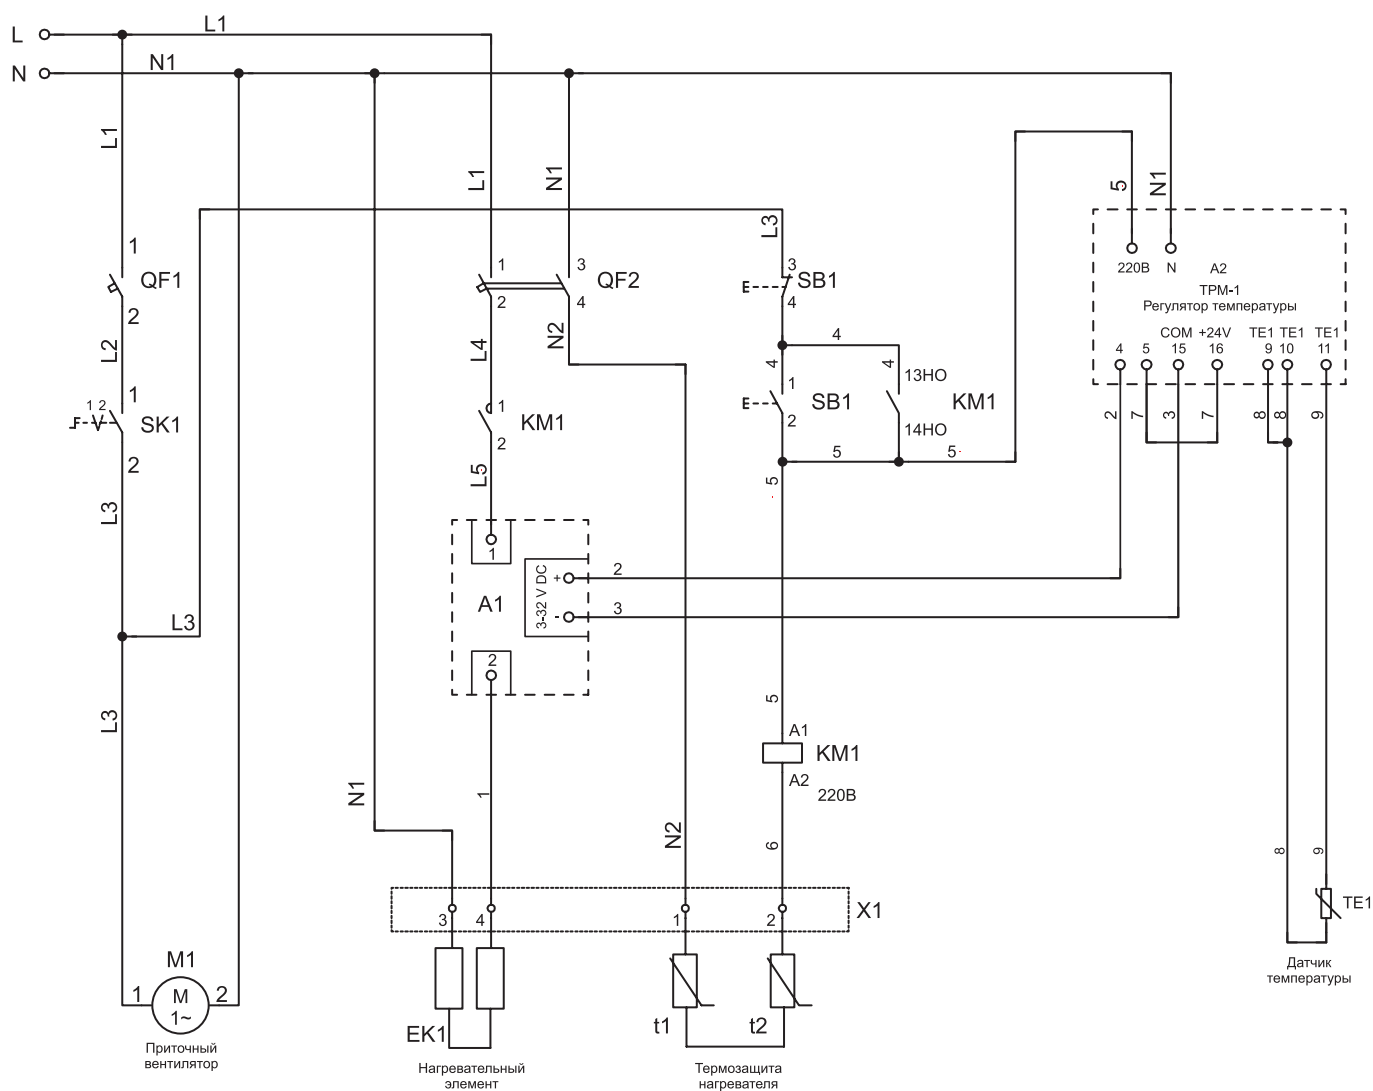 L
L1
N
N1
L1
L1
N1
5
N1
L3
1
QF1
2
1
2
3
4
QF2
3
SB1
4
220В
N
A2
ТРМ-1
Регулятор температуры
COM
+24V
TE1
TE1
TE1
4
5
15
16
9
10
11
L2
L4
N2
4
4
4
1
2
SB1
13НО
14НО
KM1
2
7
3
7
8
8
9
1 2
1
SK1
2
1
KM1
2
5
5
5
L3
L5
1
A1
3-32 V DC
+
-
2
2
3
L3
L3
5
A1
KM1
A2
220В
N1
1
N2
6
8
9
3
4
1
2
X1
TE1
Датчик
температуры
M1
1
M
1~
2
Приточный
вентилятор
EK1
Нагревательный
элемент
t1
t2
Термозащита
нагревателя